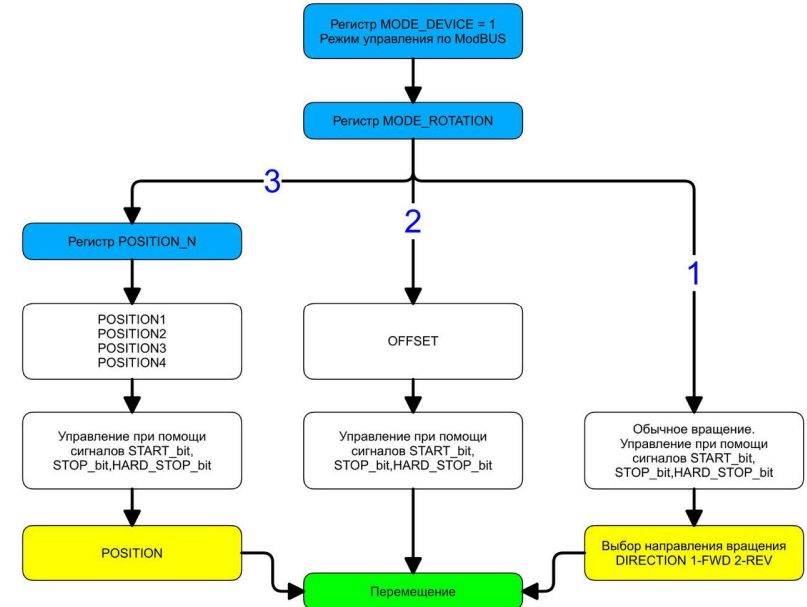 Регистр MODE_DEVICE = 1
Режим управления по ModBUS
Регистр MODE_ROTATION
3
2
1
Регистр POSITION_N
POSITION1
POSITION2
POSITION3
POSITION4
OFFSET
Управление при помощи
сигналов START_bit,
STOP_bit,HARD_STOP_bit
Управление при помощи
сигналов START_bit,
STOP_bit,HARD_STOP_bit
Обычное вращение.
Управление при помощи
сигналов START_bit,
STOP_bit,HARD_STOP_bit
POSITION
Выбор направления вращения
DIRECTION 1-FWD 2-REV
Перемещение